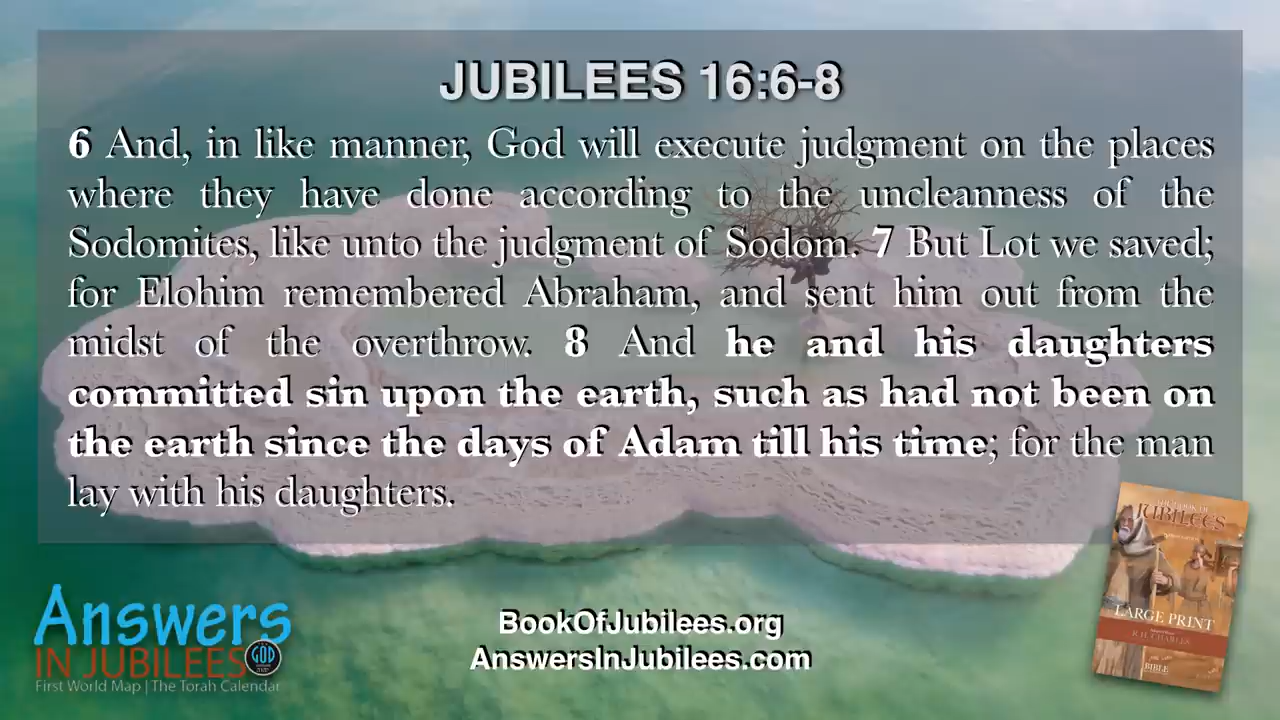 JUBILEES 16:6-8
6 And, in like manner, God will execute judgment on the places
where they have done according to the uncleanness of the
Sodomites, like unto the judgment of Sodom. 7 But Lot we saved;
for Elohim remembered Abraham, and sent him out from the
midst of the overthrow. 8 And he and his daughters
committed sin upon the earth, such as had not been on
the earth since the days of Adam till his time; for the man
lay with his daughters.
Answers
IN JUBILEES
GOD
First World Map | The Torah Calendar
BookOfJubilees.org
AnswersInJubilees.com
THE BOOK OF
JUBILEES
LARGE PRINT
R.H. CHARLES
BIBLE